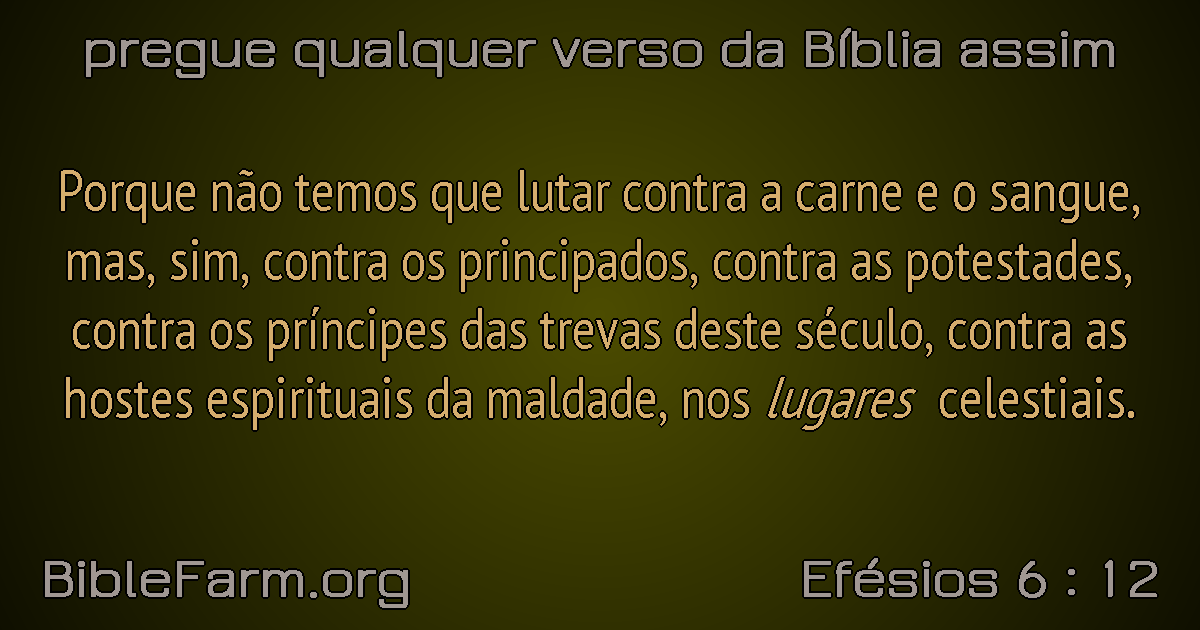 pregue qualquer verso da Bíblia assim
Porque não temos que lutar contra a carne e o sangue,
mas, sim, contra os principados, contra as potestades,
contra os príncipes das trevas deste século, contra as
hostes espirituais da maldade, nos lugares celestiais.
BibleFarm.org
Efésios 6 : 12